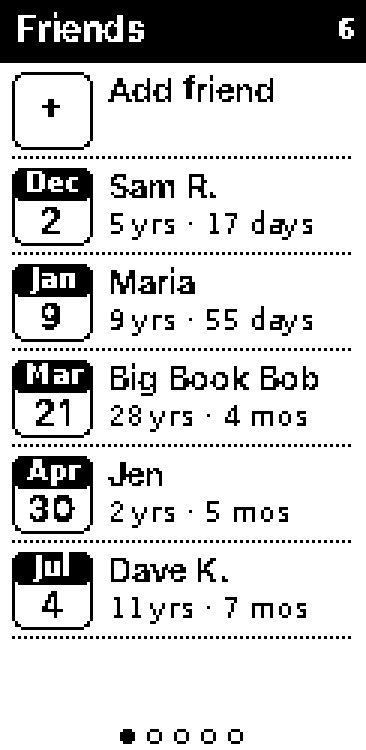 Friends 6
+
Add friend
Dec
2
Sam R.
5 yrs · 17 days
Jan
9
Maria
9 yrs · 55 days
Mar
21
Big Book Bob
28 yrs · 4 mos
Apr
30
Jen
2 yrs · 5 mos
Jul
4
Dave K.
11 yrs · 7 mos